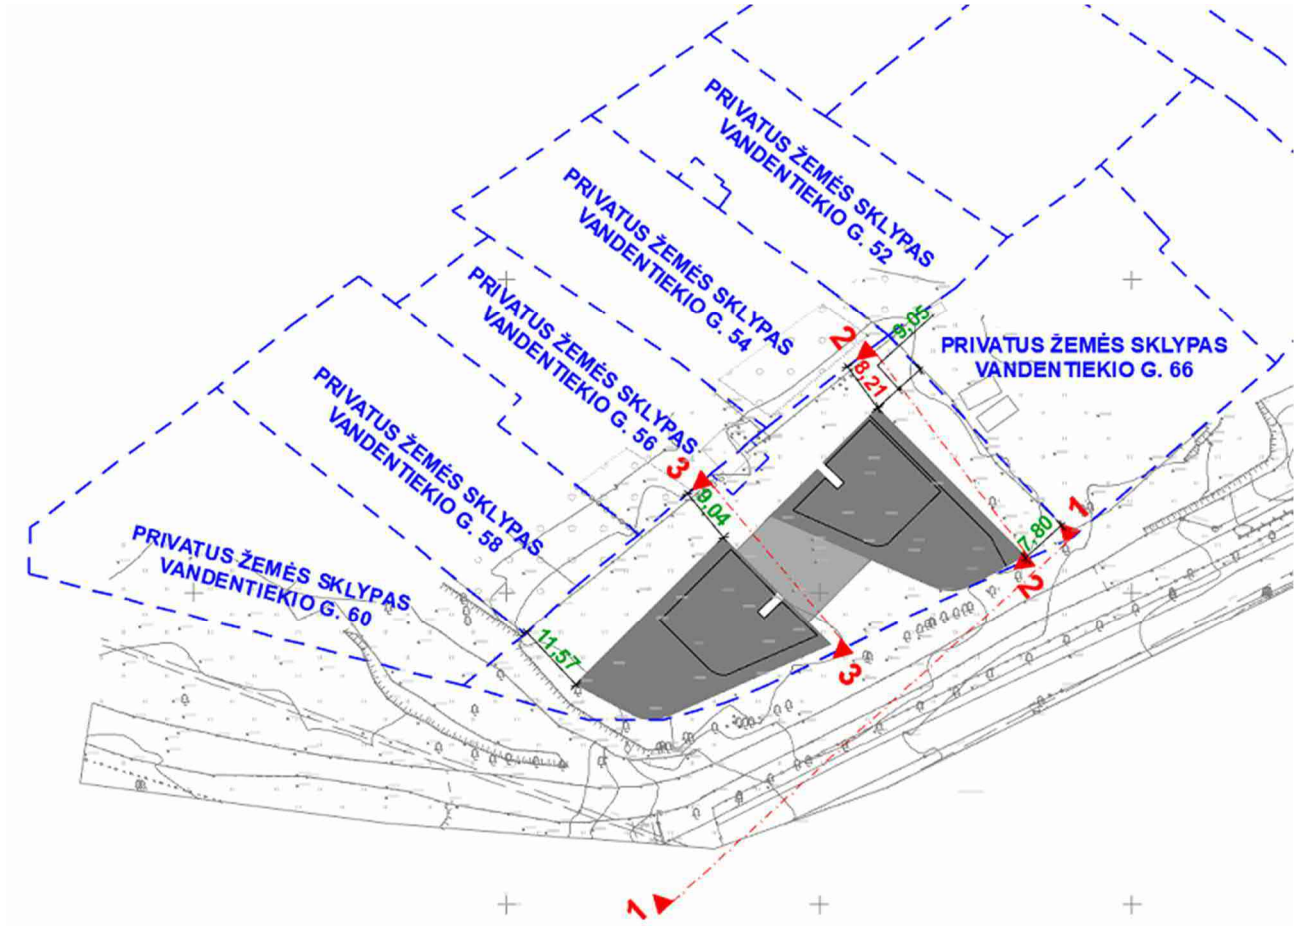 PRIVATUS ŽEMĖS SKLYPAS
VANDENTIEKIO G. 52
PRIVATUS ŽEMĖS SKLYPAS
VANDENTIEKIO G. 54
PRIVATUS ŽEMĖS SKLYPAS
VANDENTIEKIO G. 56
PRIVATUS ŽEMĖS SKLYPAS
VANDENTIEKIO G. 58
PRIVATUS ŽEMĖS SKLYPAS
VANDENTIEKIO G. 60
PRIVATUS ŽEMĖS SKLYPAS
VANDENTIEKIO G. 66
9,05
2
8,21
3
9,04
1
7,80
2
11,57
3
1